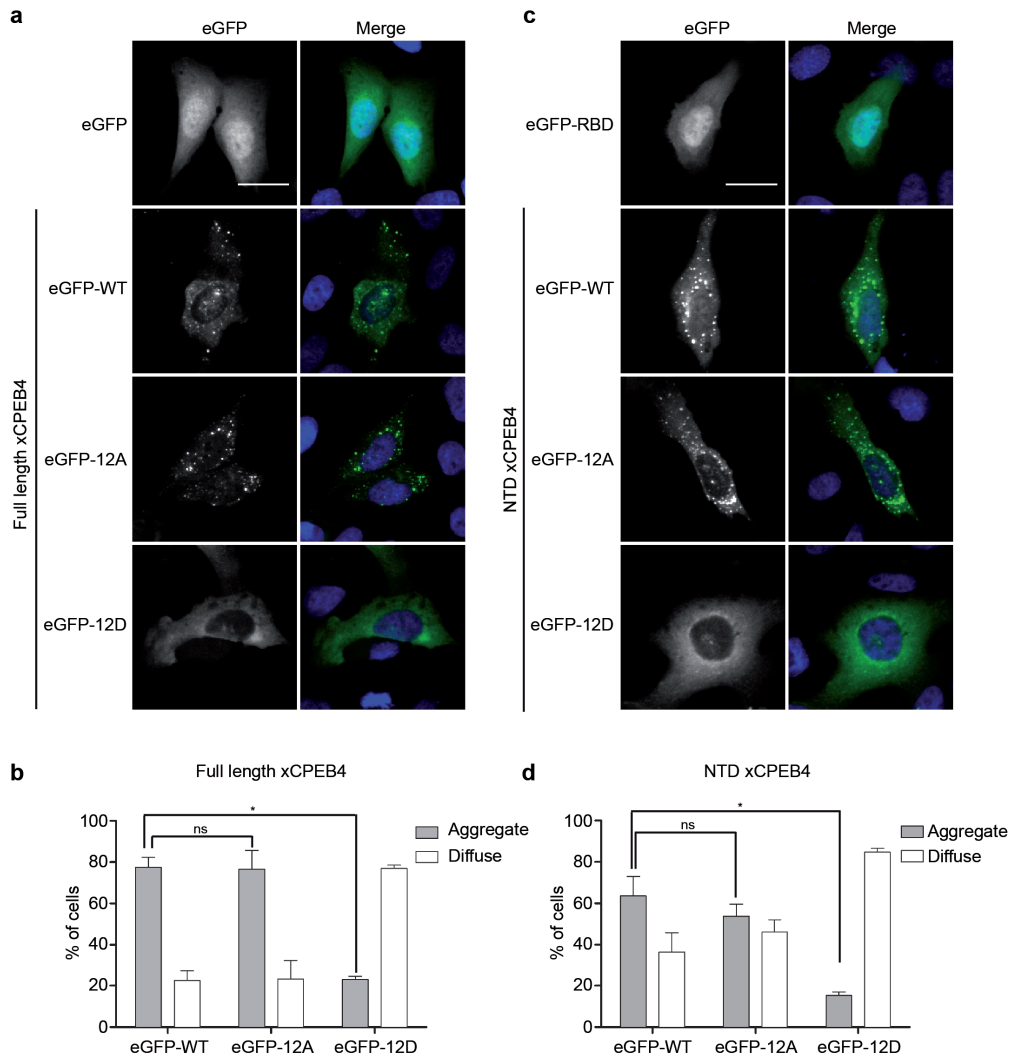 a
eGFP Merge
eGFP
Full length xCPEB4
eGFP-WT
eGFP-12A
eGFP-12D
c
eGFP Merge
eGFP-RBD
NTD xCPEB4
eGFP-WT
eGFP-12A
eGFP-12D
b
Full length xCPEB4
*
ns
Aggregate
Diffuse
% of cells
100
80
60
40
20
0
eGFP-WT eGFP-12A eGFP-12D
d
NTD xCPEB4
*
ns
Aggregate
Diffuse
% of cells
100
80
60
40
20
0
eGFP-WT eGFP-12A eGFP-12D